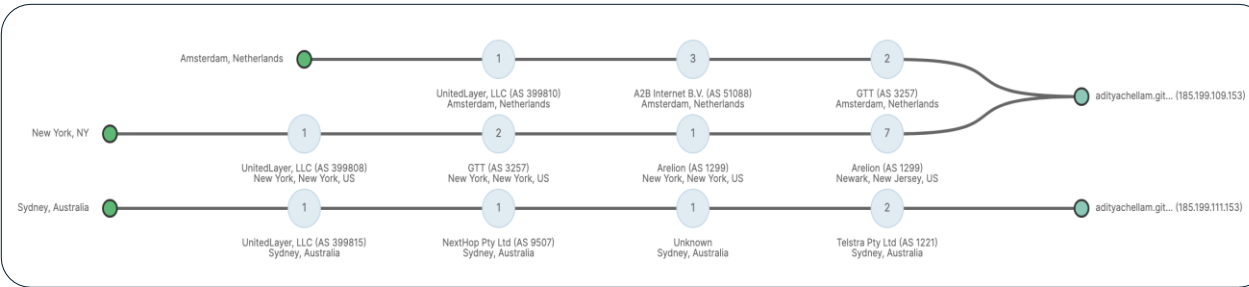 Amsterdam, Netherlands
1
3
2
UnitedLayer, LLC (AS 399810)
Amsterdam, Netherlands
A2B Internet B.V. (AS 51088)
Amsterdam, Netherlands
GTT (AS 3257)
Amsterdam, Netherlands
adityachellam.git... (185.199.109.153)
New York, NY
1
2
1
7
UnitedLayer, LLC (AS 399808)
New York, New York, US
GTT (AS 3257)
New York, New York, US
Arelion (AS 1299)
New York, New York, US
Arelion (AS 1299)
Newark, New Jersey, US
Sydney, Australia
1
1
1
2
adityachellam.git... (185.199.111.153)
UnitedLayer, LLC (AS 399815)
Sydney, Australia
NextHop Pty Ltd (AS 9507)
Sydney, Australia
Unknown
Sydney, Australia
Telstra Pty Ltd (AS 1221)
Sydney, Australia